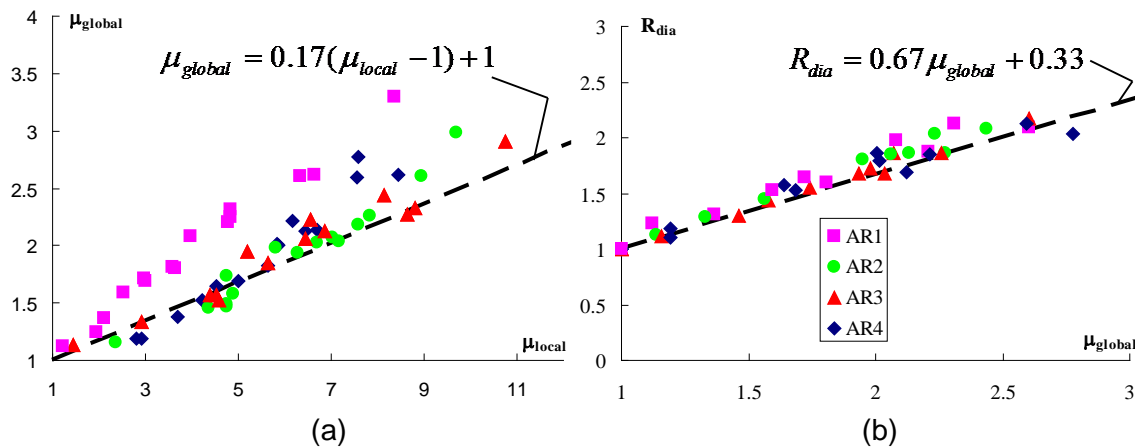 μglobal
4
3.5
3
2.5
2
1.5
1
μglobal = 0.17(μlocal − 1) + 1
1 3 5 7 9 11
μlocal
(a)
Rdia
3
2.5
2
1.5
1
0.5
0
Rdia = 0.67 μglobal + 0.33
AR1
AR2
AR3
AR4
μglobal
1 1.5 2 2.5 3
(b)